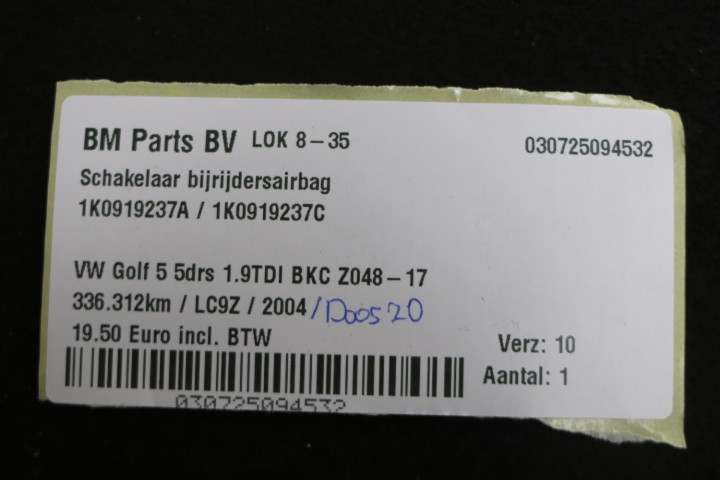 BM Parts BV LOK 8-35 030725094532
Schakelaar bijrijdersairbag
1K0919237A / 1K0919237C
VW Golf 5 5drs 1.9TDI BKC Z048-17
336.312km / LC9Z / 2004 /Doos 20
19.50 Euro incl. BTW
Verz: 10
Aantal: 1
030725094532